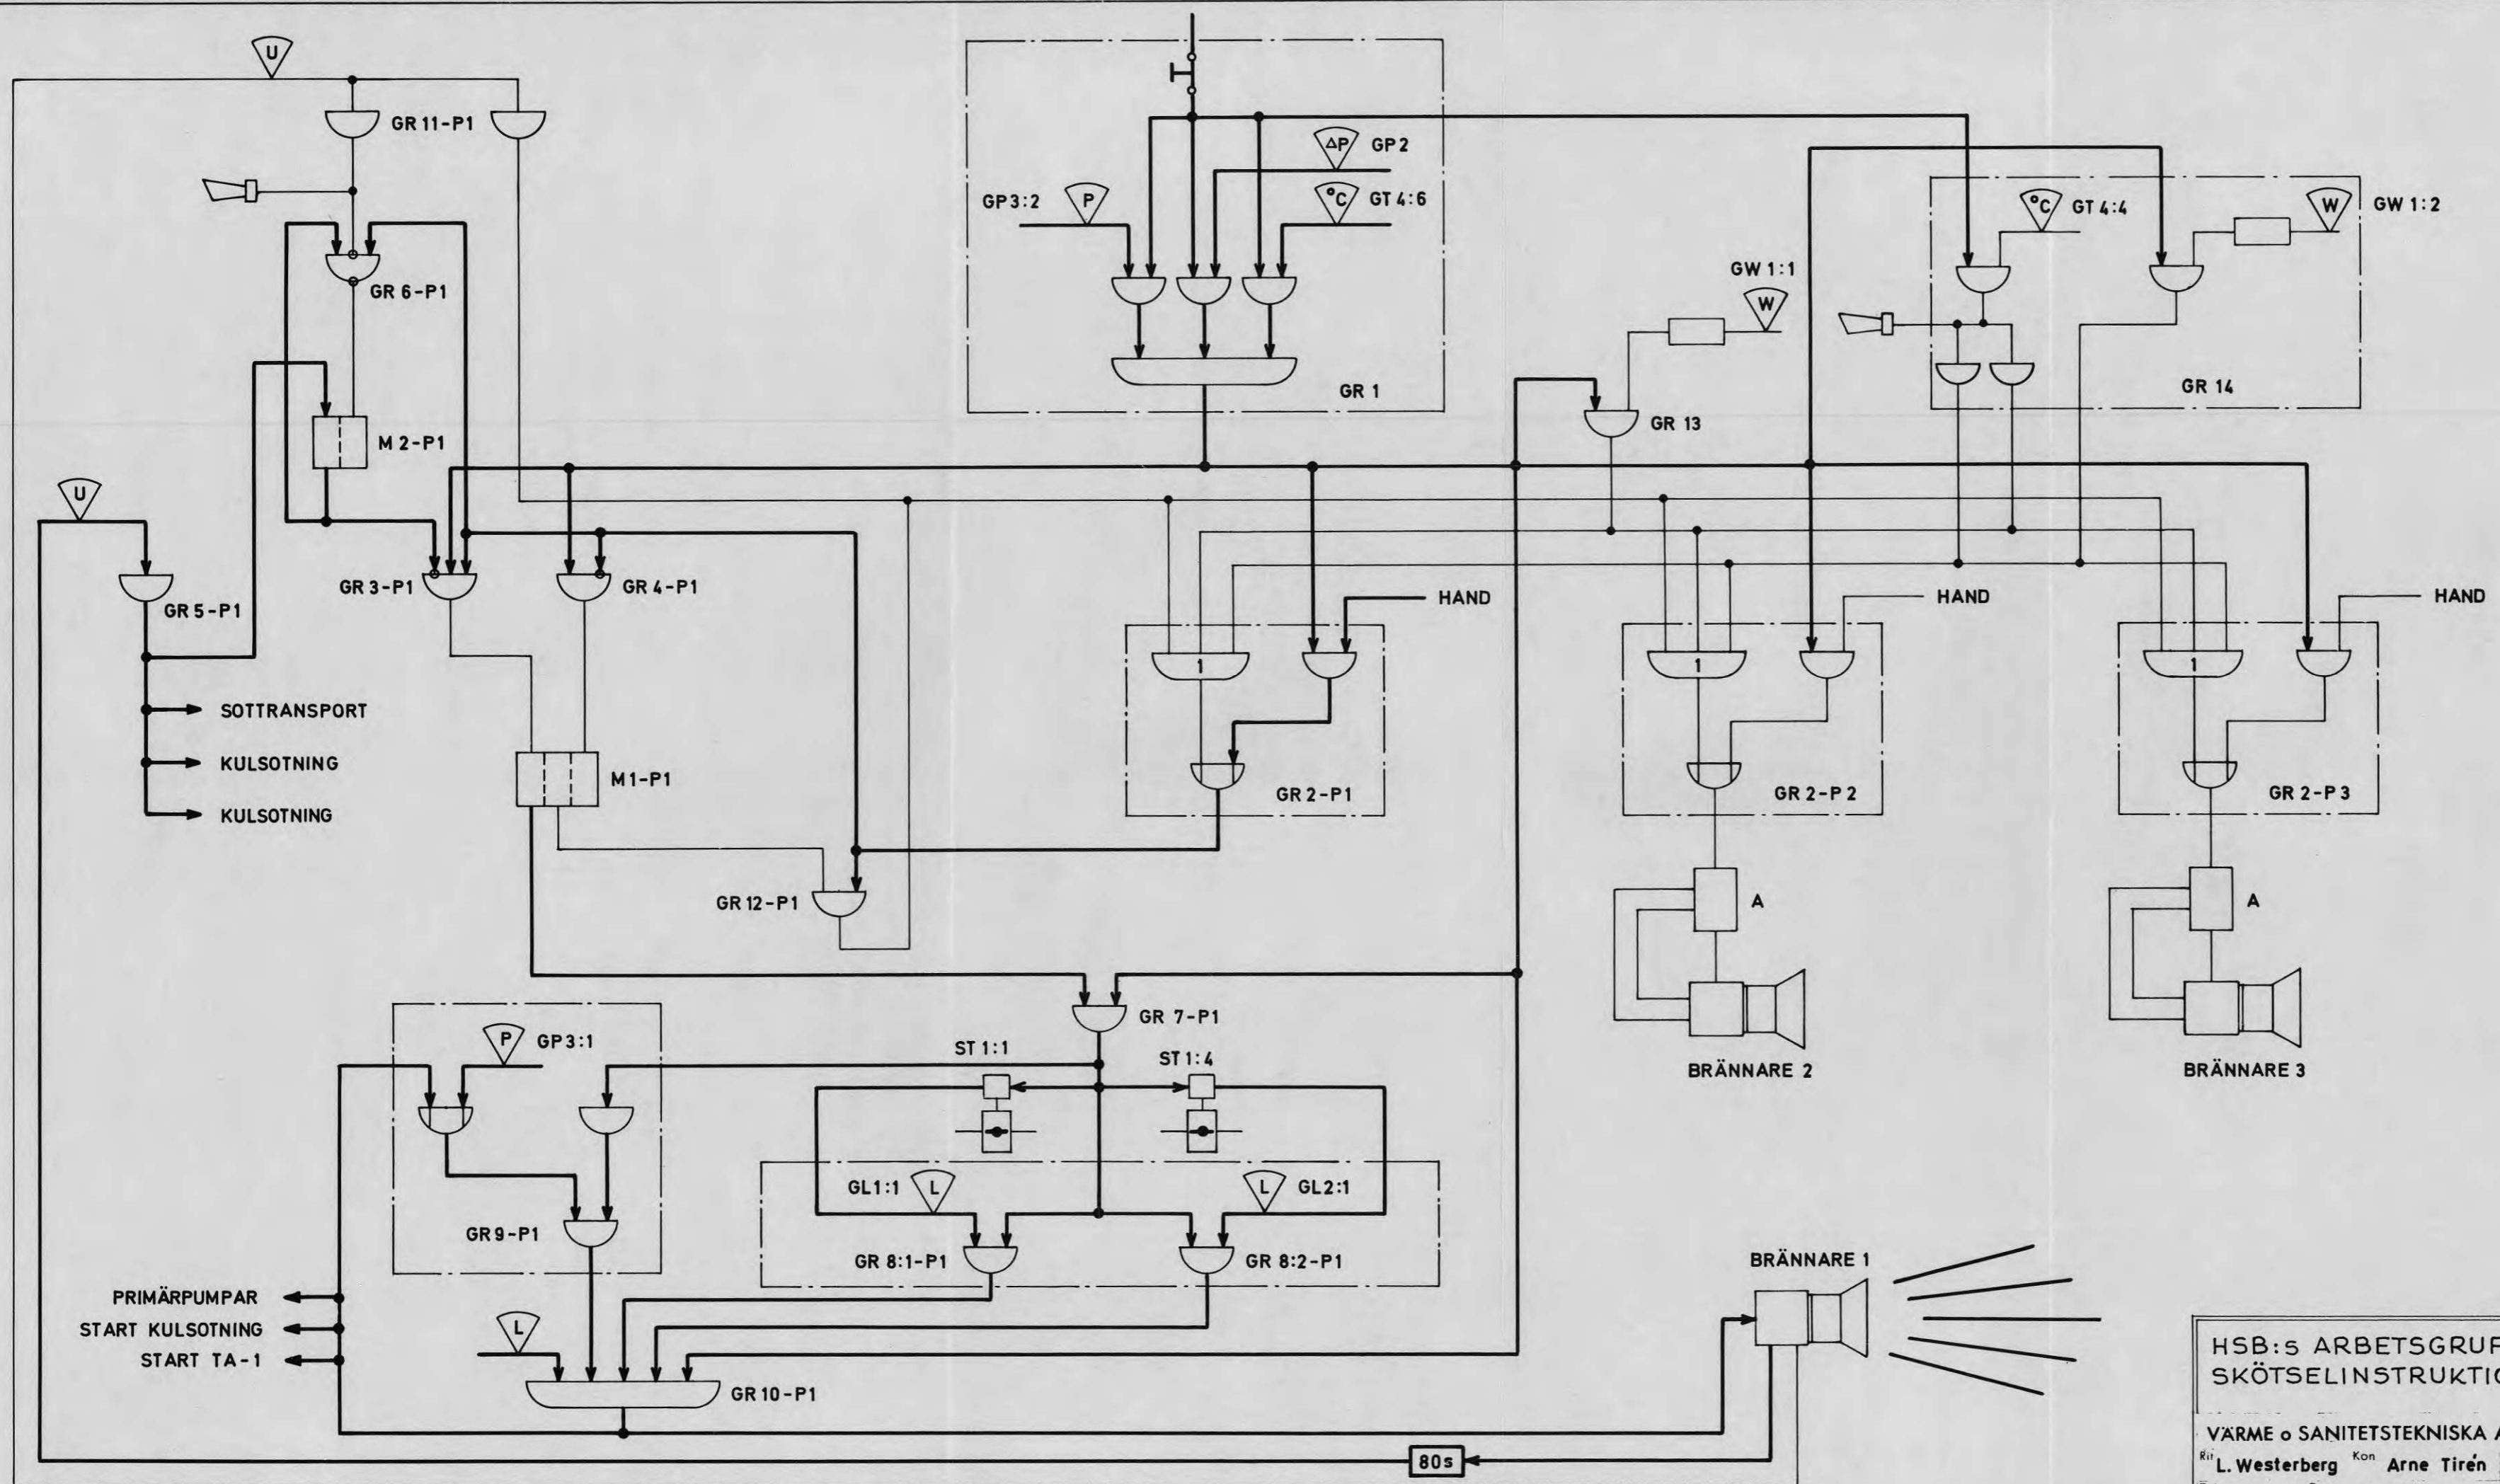 U
GR 11-P1
ΔP GP 2
GP3:2 P
°C GT 4:6
°C GT 4:4
W GW 1:2
GR 6-P1
GW 1:1
W
GR 1
GR 14
GR 13
M 2-P1
U
GR 3-P1
GR 4-P1
GR 5-P1
HAND
HAND
HAND
1
1
1
SOTTRANSPORT
KULSOTNING
KULSOTNING
M 1-P1
GR 2-P1
GR 2-P 2
GR 2-P 3
GR 12-P1
A
A
GR 7-P1
P GP3:1
ST 1:1
ST 1:4
BRÄNNARE 2
BRÄNNARE 3
GL1:1 L
L GL2:1
GR9-P1
GR 8:1-P1
GR 8:2-P1
BRÄNNARE 1
PRIMÄRPUMPAR
START KULSOTNING
START TA-1
L
GR 10-P1
80s
HSB:s ARBETSGRUP
SKÖTSELINSTRUKTIO
VÄRME o SANITETSTEKNISKA A
Rit L. Westerberg Kon Arne Tirén